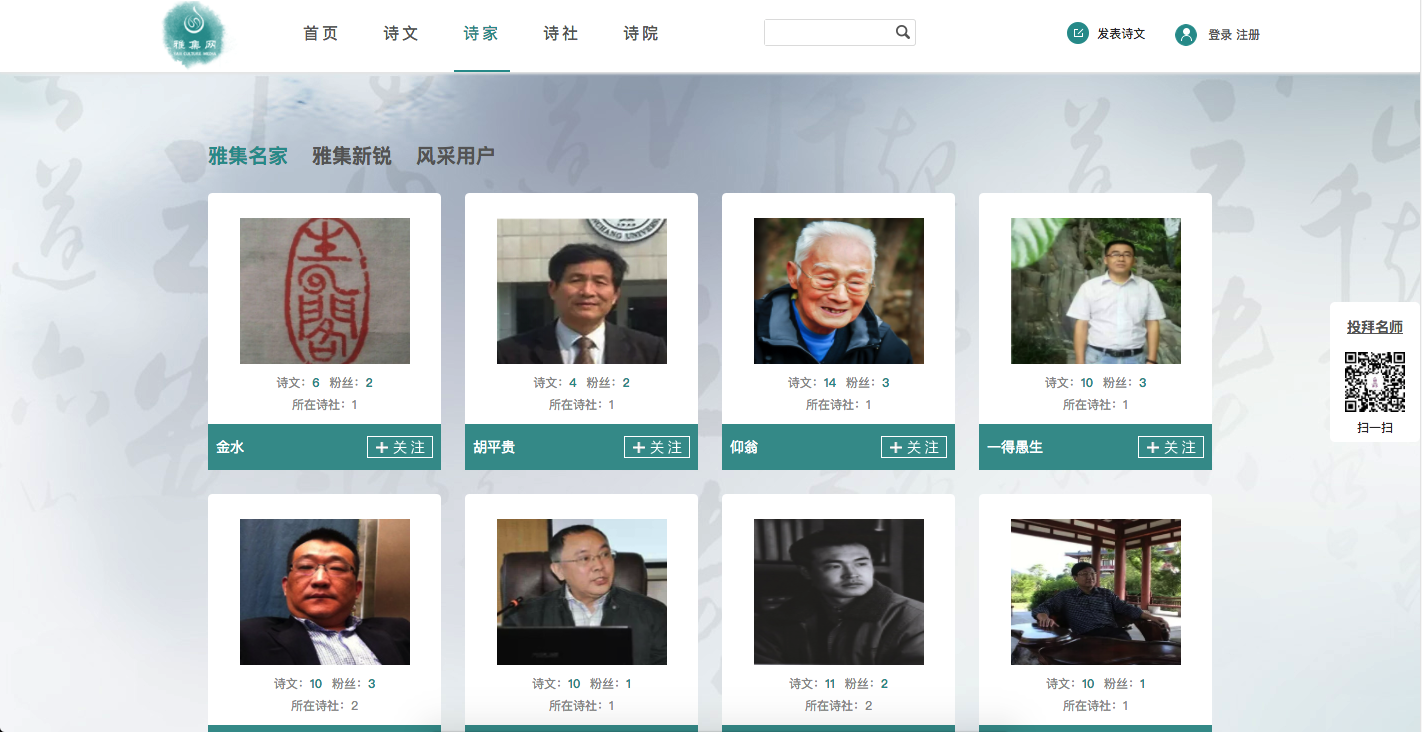 雅集网
首页 诗文 诗家 诗社 诗院
发表诗文 登录 注册
雅集名家 雅集新锐 风采用户
诗文：6 粉丝：2
所在诗社：1
金水 + 关注
诗文：4 粉丝：2
所在诗社：1
胡平贵 + 关注
诗文：14 粉丝：3
所在诗社：1
仰翁 + 关注
诗文：10 粉丝：3
所在诗社：1
一得愚生 + 关注
投拜名师
扫一扫
诗文：10 粉丝：3
所在诗社：2
诗文：10 粉丝：1
所在诗社：1
诗文：11 粉丝：2
所在诗社：2
诗文：10 粉丝：1
所在诗社：1